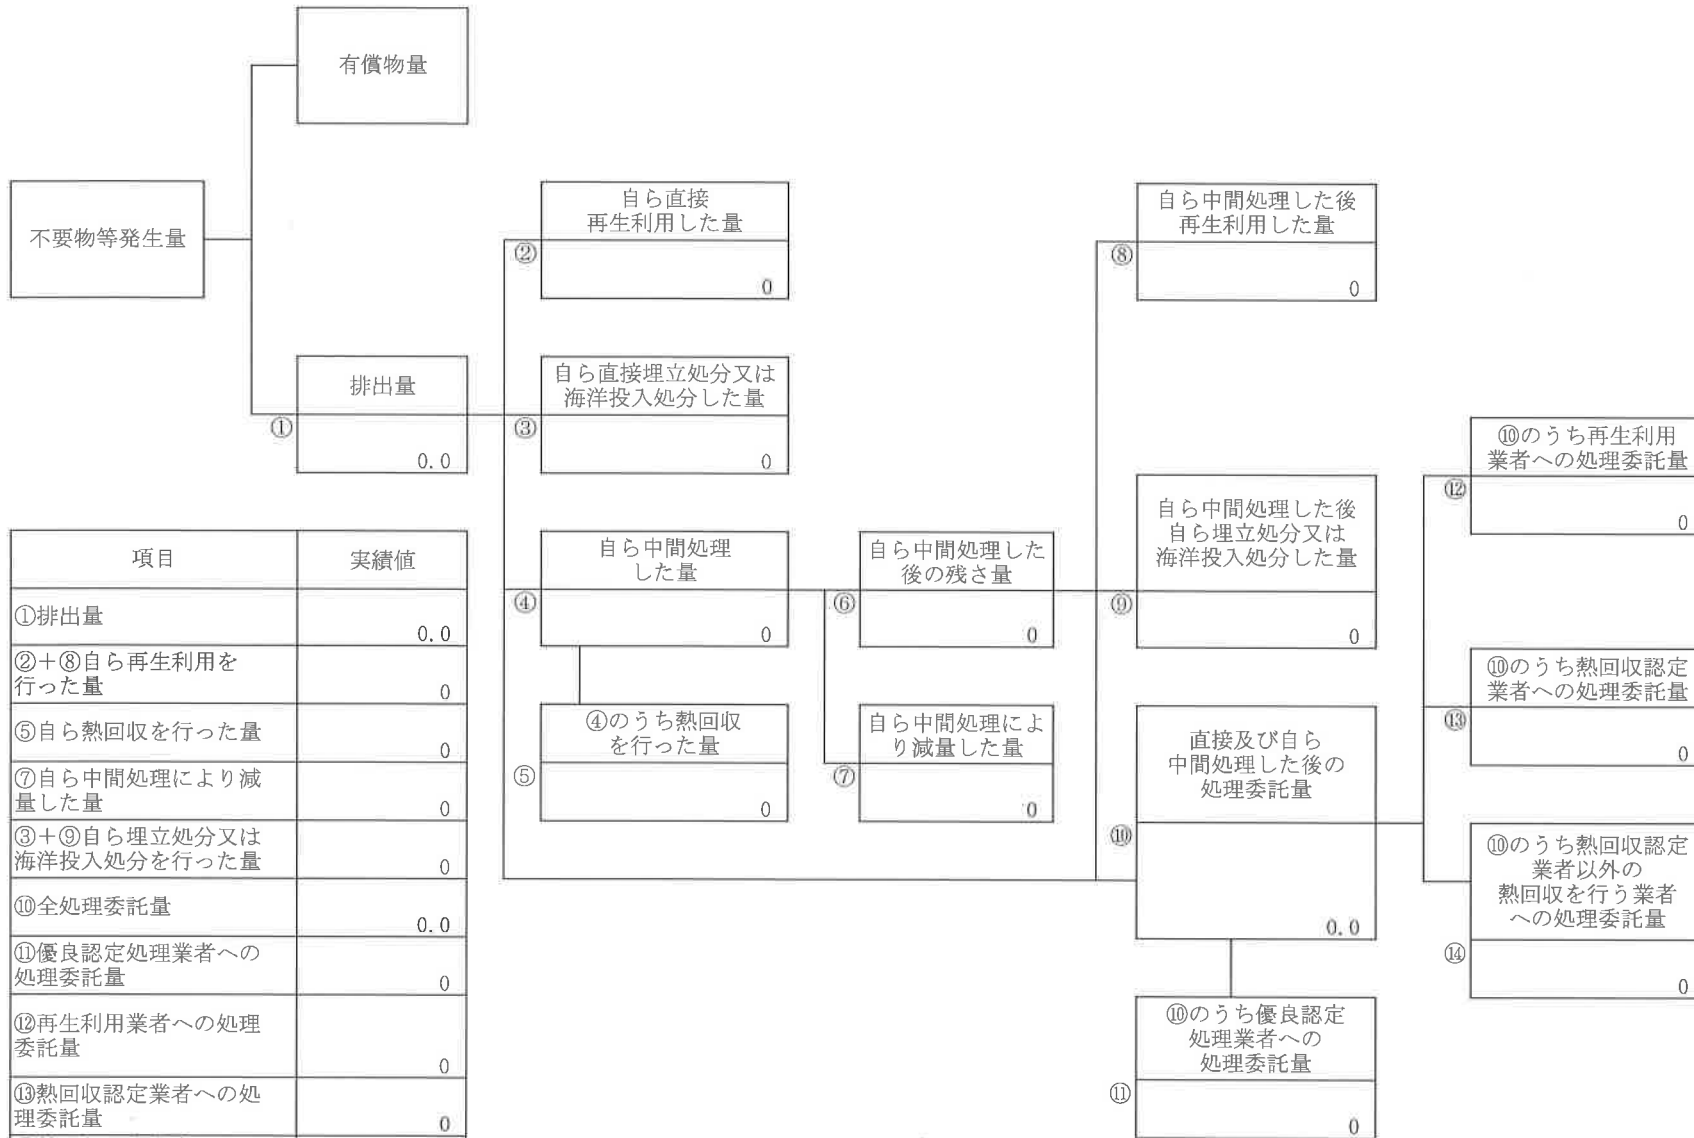 有償物量
不要物等発生量
排出量
①
0.0
自ら直接
再生利用した量
②
0
自ら直接埋立処分又は
海洋投入処分した量
③
0
自ら中間処理
した量
④
0
④のうち熱回収
を行った量
⑤
0
自ら中間処理した
後の残さ量
⑥
0
自ら中間処理によ
り減量した量
⑦
0
自ら中間処理した後
再生利用した量
⑧
0
自ら中間処理した後
自ら埋立処分又は
海洋投入処分した量
⑨
0
直接及び自ら
中間処理した後の
処理委託量
⑩
0.0
⑩のうち優良認定
処理業者への
処理委託量
⑪
0
⑩のうち再生利用
業者への処理委託量
⑫
0
⑩のうち熱回収認定
業者への処理委託量
⑬
0
⑩のうち熱回収認定
業者以外の
熱回収を行う業者
への処理委託量
⑭
0
項目 実績値
①排出量
0.0
②+⑧自ら再生利用を
行った量
0
⑤自ら熱回収を行った量
0
⑦自ら中間処理により減
量した量
0
③+⑨自ら埋立処分又は
海洋投入処分を行った量
0
⑩全処理委託量
0.0
⑪優良認定処理業者への
処理委託量
0
⑫再生利用業者への処理
委託量
0
⑬熱回収認定業者への処
理委託量
0